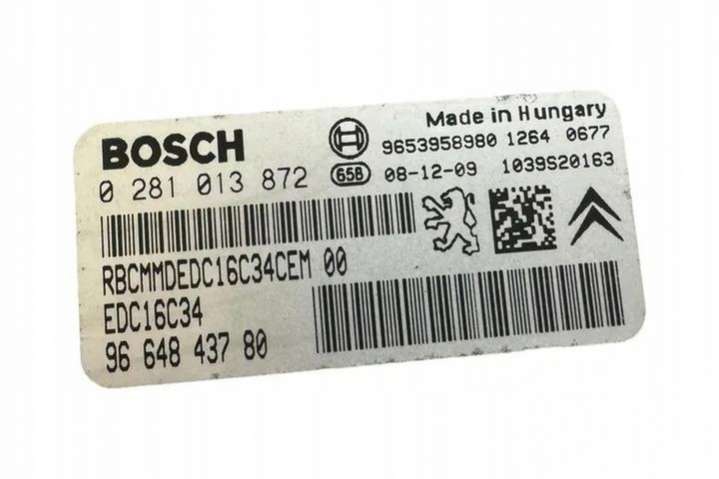 BOSCH
Made in Hungary
9653958980 1264 0677
0 281 013 872
658 08-12-09 1039S20163
RBCMMDEDC16C34CEM 00
EDC16C34
96 648 437 80